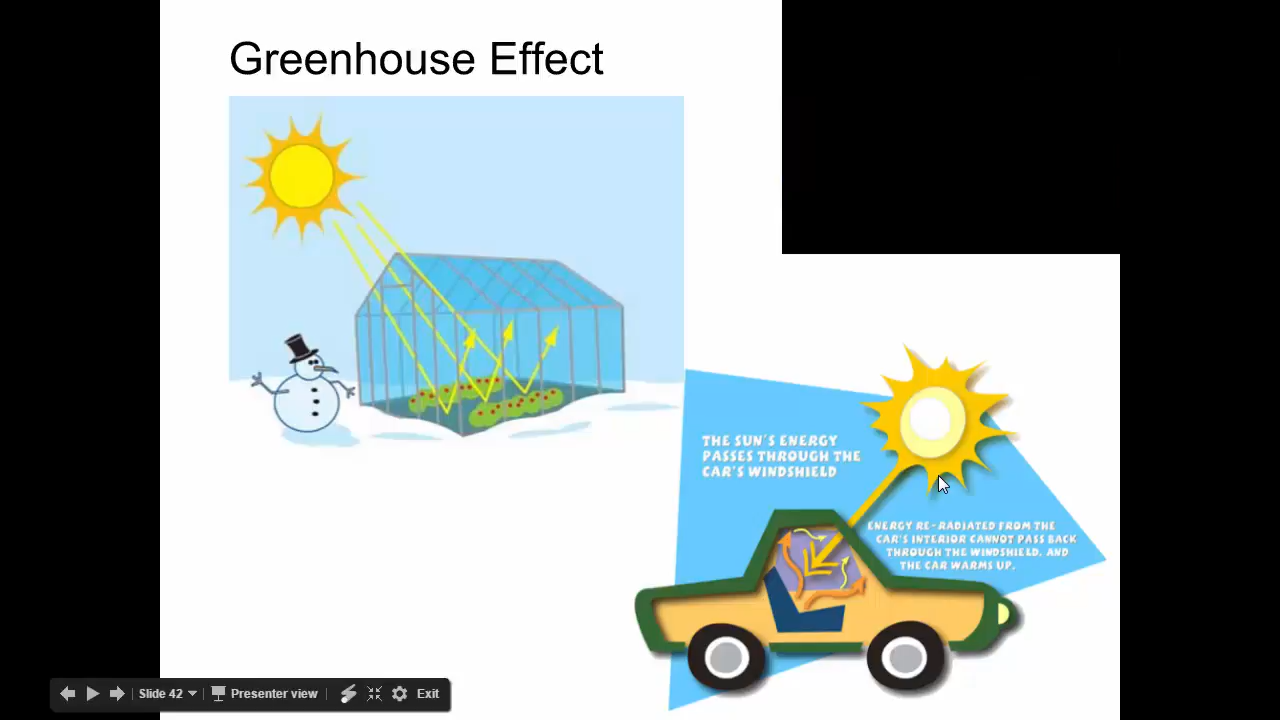 Greenhouse Effect
THE SUN'S ENERGY
PASSES THROUGH THE
CAR'S WINDSHIELD
ENERGY RE-RADIATED FROM THE
CAR'S INTERIOR CANNOT PASS BACK
THROUGH THE WINDSHIELD, AND
THE CAR WARMS UP.
Slide 42
Presenter view
Exit